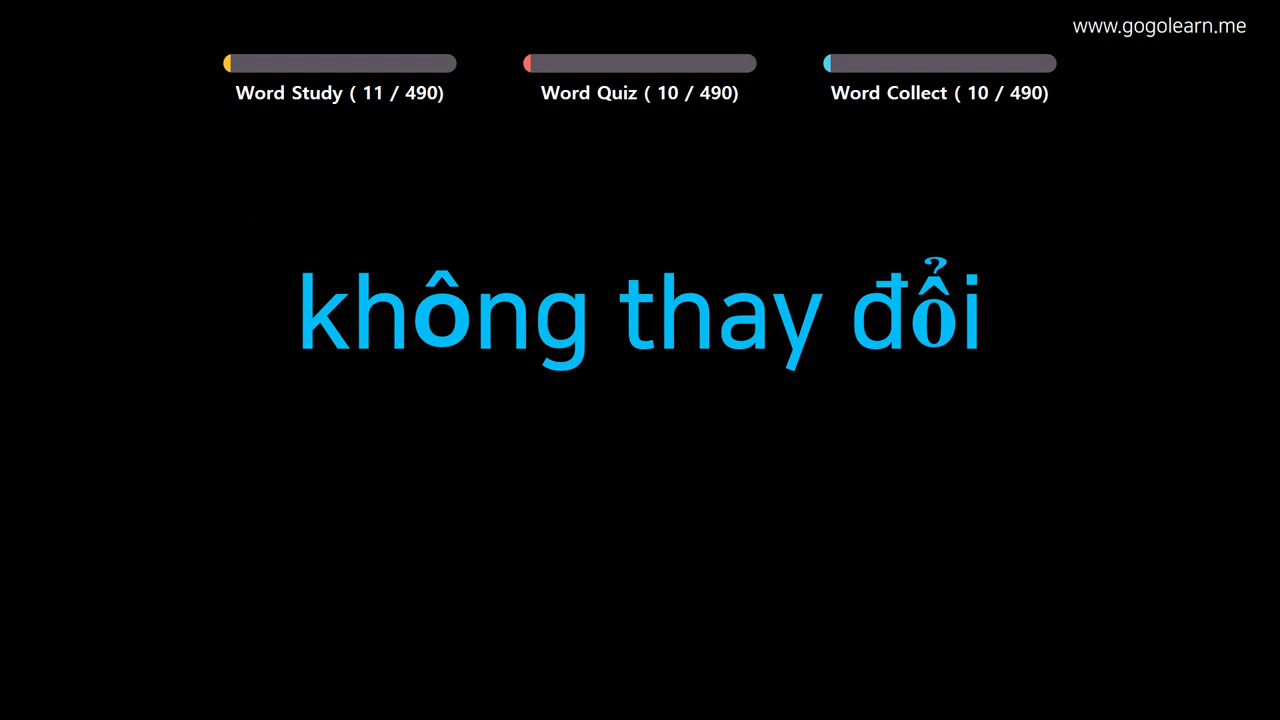 www.gogolearn.me
Word Study ( 11 / 490)
Word Quiz ( 10 / 490)
Word Collect ( 10 / 490)
không thay đổi